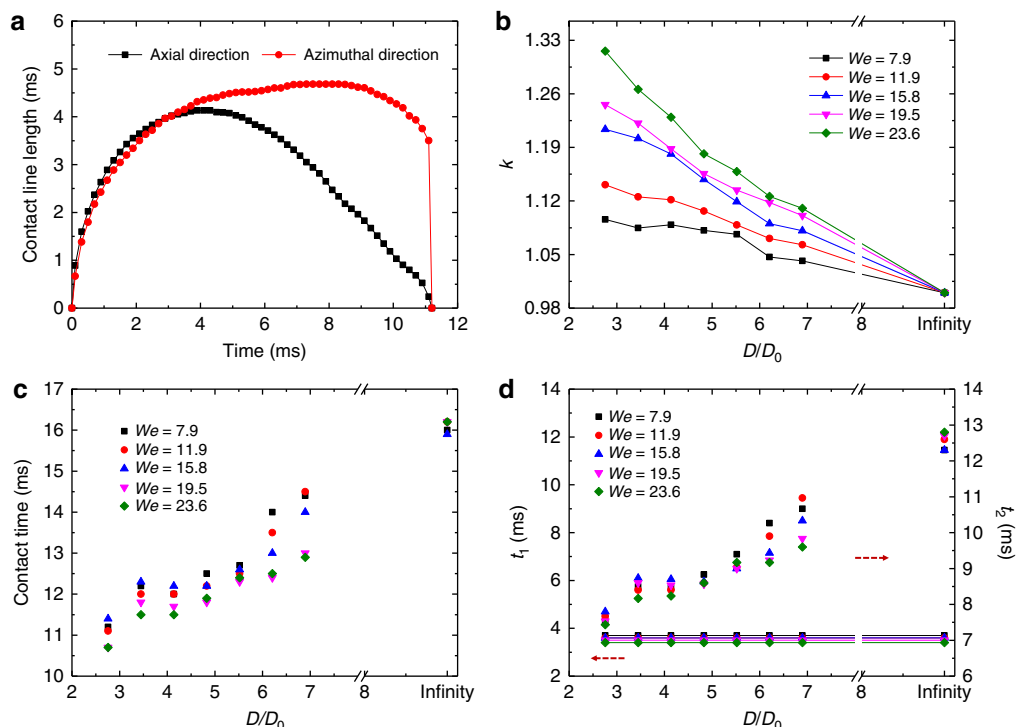 a
Axial direction
Azimuthal direction
Contact line length (ms)
6
5
4
3
2
1
0
0 2 4 6 8 10 12
Time (ms)
b
We = 7.9
We = 11.9
We = 15.8
We = 19.5
We = 23.6
k
1.33
1.26
1.19
1.12
1.05
0.98
2 3 4 5 6 7 8 Infinity
D/D0
c
We = 7.9
We = 11.9
We = 15.8
We = 19.5
We = 23.6
Contact time (ms)
17
16
15
14
13
12
11
10
2 3 4 5 6 7 8 Infinity
D/D0
d
We = 7.9
We = 11.9
We = 15.8
We = 19.5
We = 23.6
t1 (ms)
14
12
10
8
6
4
2
t2 (ms)
14
13
12
11
10
9
8
7
6
2 3 4 5 6 7 8 Infinity
D/D0